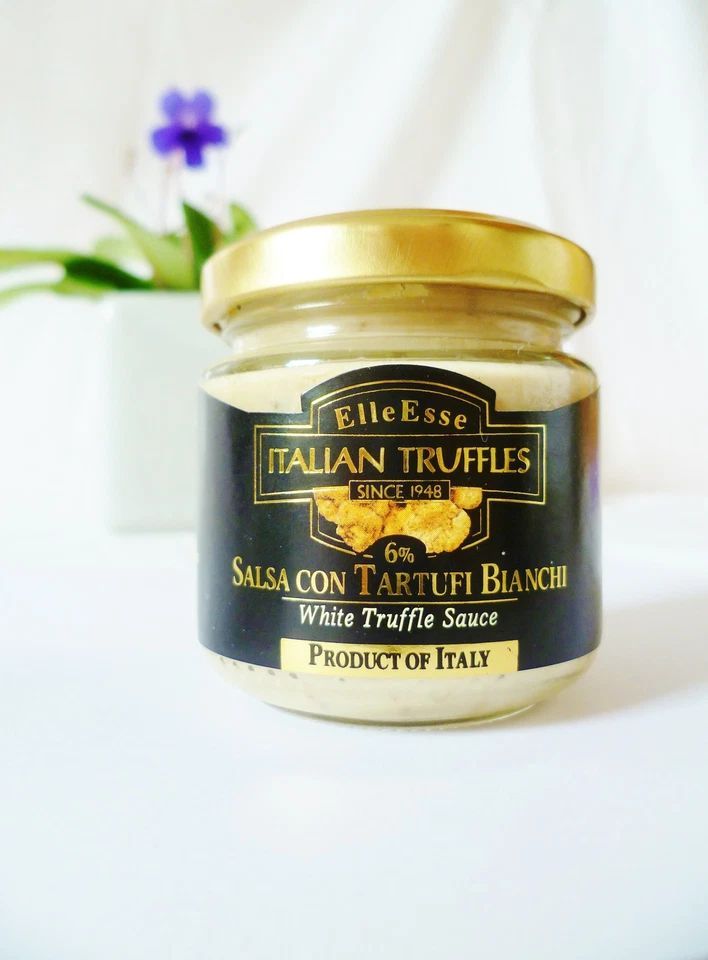 ElleEsse
ITALIAN TRUFFLES
SINCE 1948
6%
SALSA CON TARTUFI BIANCHI
White Truffle Sauce
PRODUCT OF ITALY